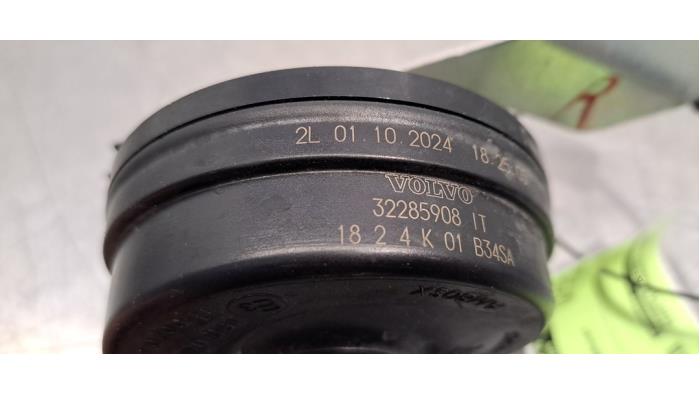 R
2L 01.10.2024
VOLVO
32285908 IT
18 2 4 K 01 B34SA